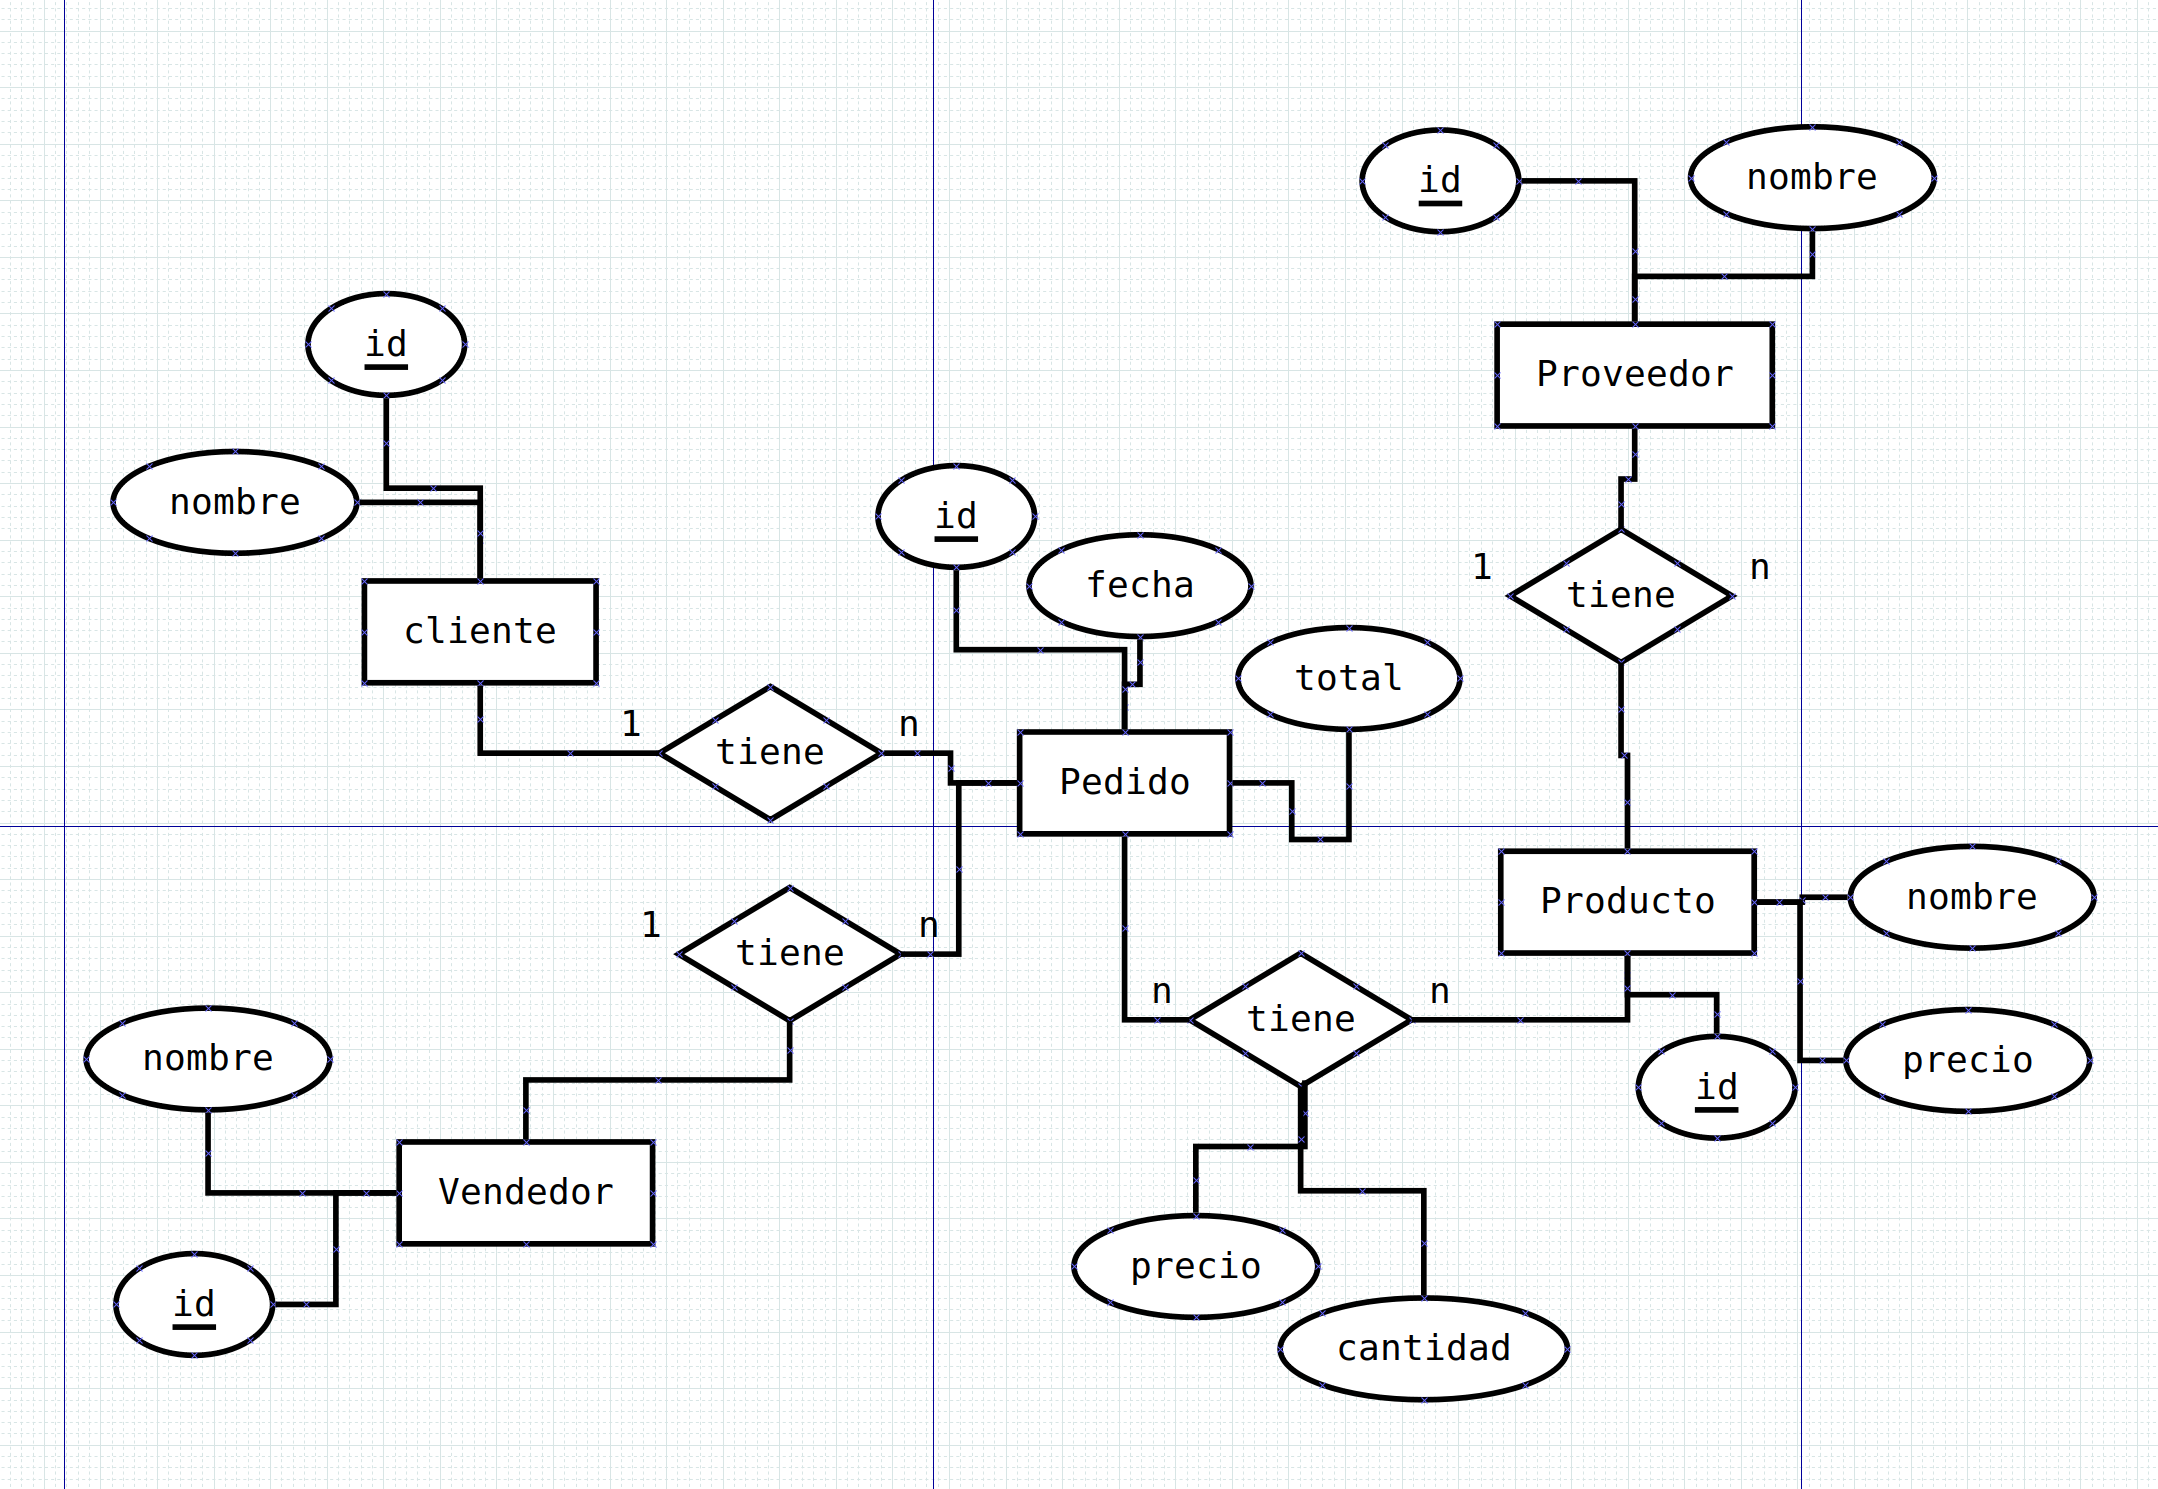 id
nombre
Proveedor
id
nombre
cliente
id
fecha
total
1
tiene
n
1
tiene
n
Pedido
Producto
nombre
1
tiene
n
n
tiene
n
precio
id
nombre
Vendedor
id
precio
cantidad